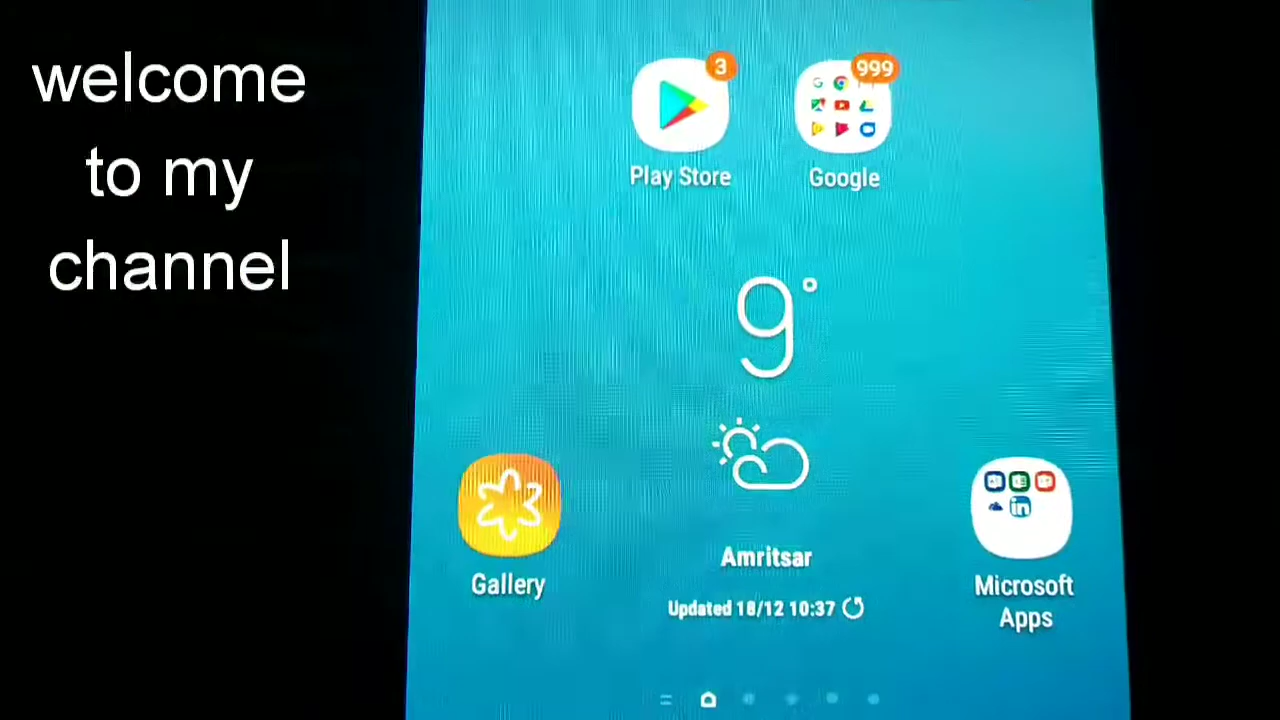 welcome
to my
channel
3
999
Play Store
Google
9°
Amritsar
Updated 18/12 10:37
Gallery
Microsoft
Apps